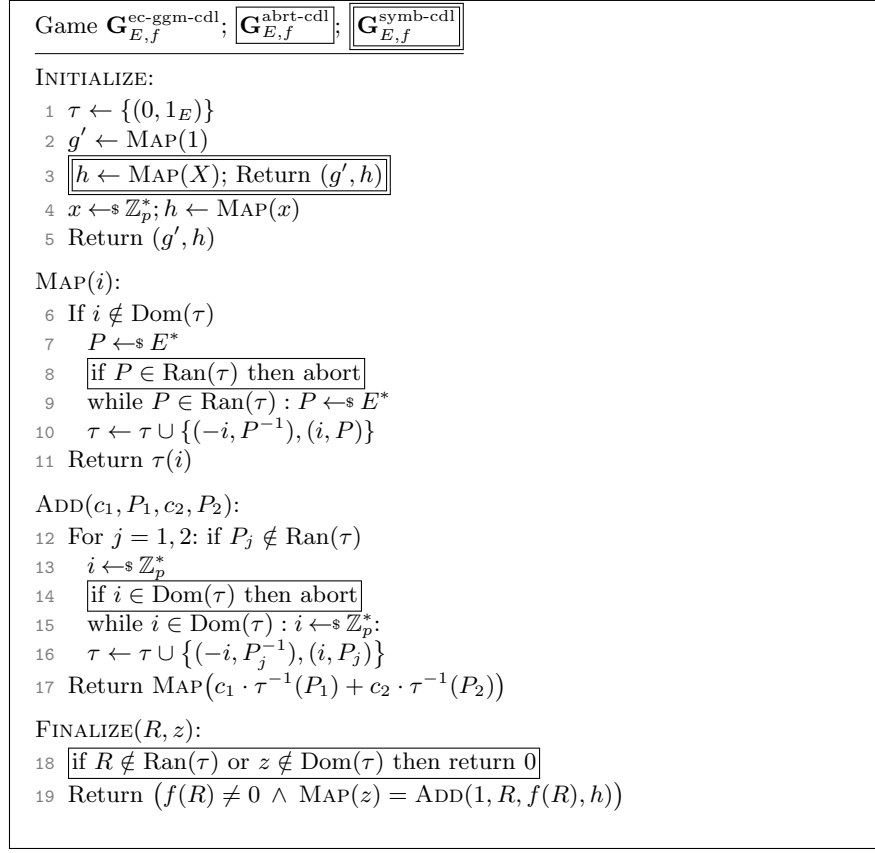 Game G^{ec-ggm-cdl}_{E,f}; G^{abrt-cdl}_{E,f}; G^{symb-cdl}_{E,f}
INITIALIZE:
1 τ ← {(0, 1_E)}
2 g′ ← MAP(1)
3 h ← MAP(X); Return (g′, h)
4 x ←$ ℤ*_p; h ← MAP(x)
5 Return (g′, h)
MAP(i):
6 If i ∉ Dom(τ)
7 P ←$ E*
8 if P ∈ Ran(τ) then abort
9 while P ∈ Ran(τ) : P ←$ E*
10 τ ← τ ∪ {(−i, P^{−1}), (i, P)}
11 Return τ(i)
ADD(c_1, P_1, c_2, P_2):
12 For j = 1, 2: if P_j ∉ Ran(τ)
13 i ←$ ℤ*_p
14 if i ∈ Dom(τ) then abort
15 while i ∈ Dom(τ) : i ←$ ℤ*_p:
16 τ ← τ ∪ {(−i, P_j^{−1}), (i, P_j)}
17 Return MAP(c_1 · τ^{−1}(P_1) + c_2 · τ^{−1}(P_2))
FINALIZE(R, z):
18 if R ∉ Ran(τ) or z ∉ Dom(τ) then return 0
19 Return (f(R) ≠ 0 ∧ MAP(z) = ADD(1, R, f(R), h))